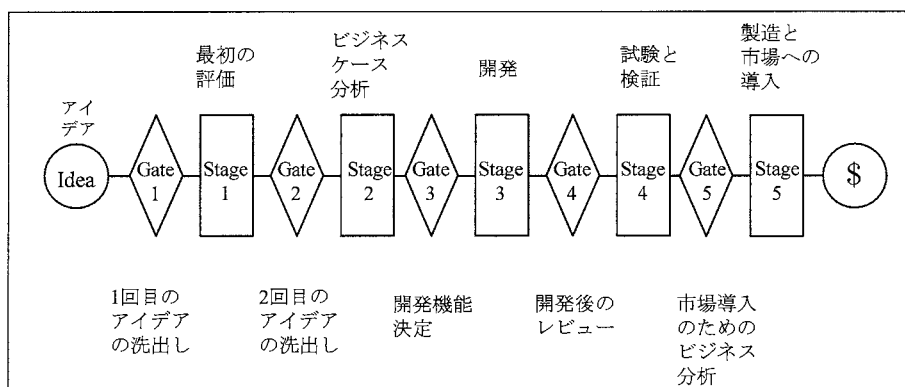 最初の
評価
ビジネス
ケース
分析
開発
試験と
検証
製造と
市場への
導入
アイ
デア
Idea
Gate
1
Stage
1
Gate
2
Stage
2
Gate
3
Stage
3
Gate
4
Stage
4
Gate
5
Stage
5
$
1回目の
アイデア
の洗出し
2回目の
アイデア
の洗出し
開発機能
決定
開発後の
レビュー
市場導入
のための
ビジネス
分析